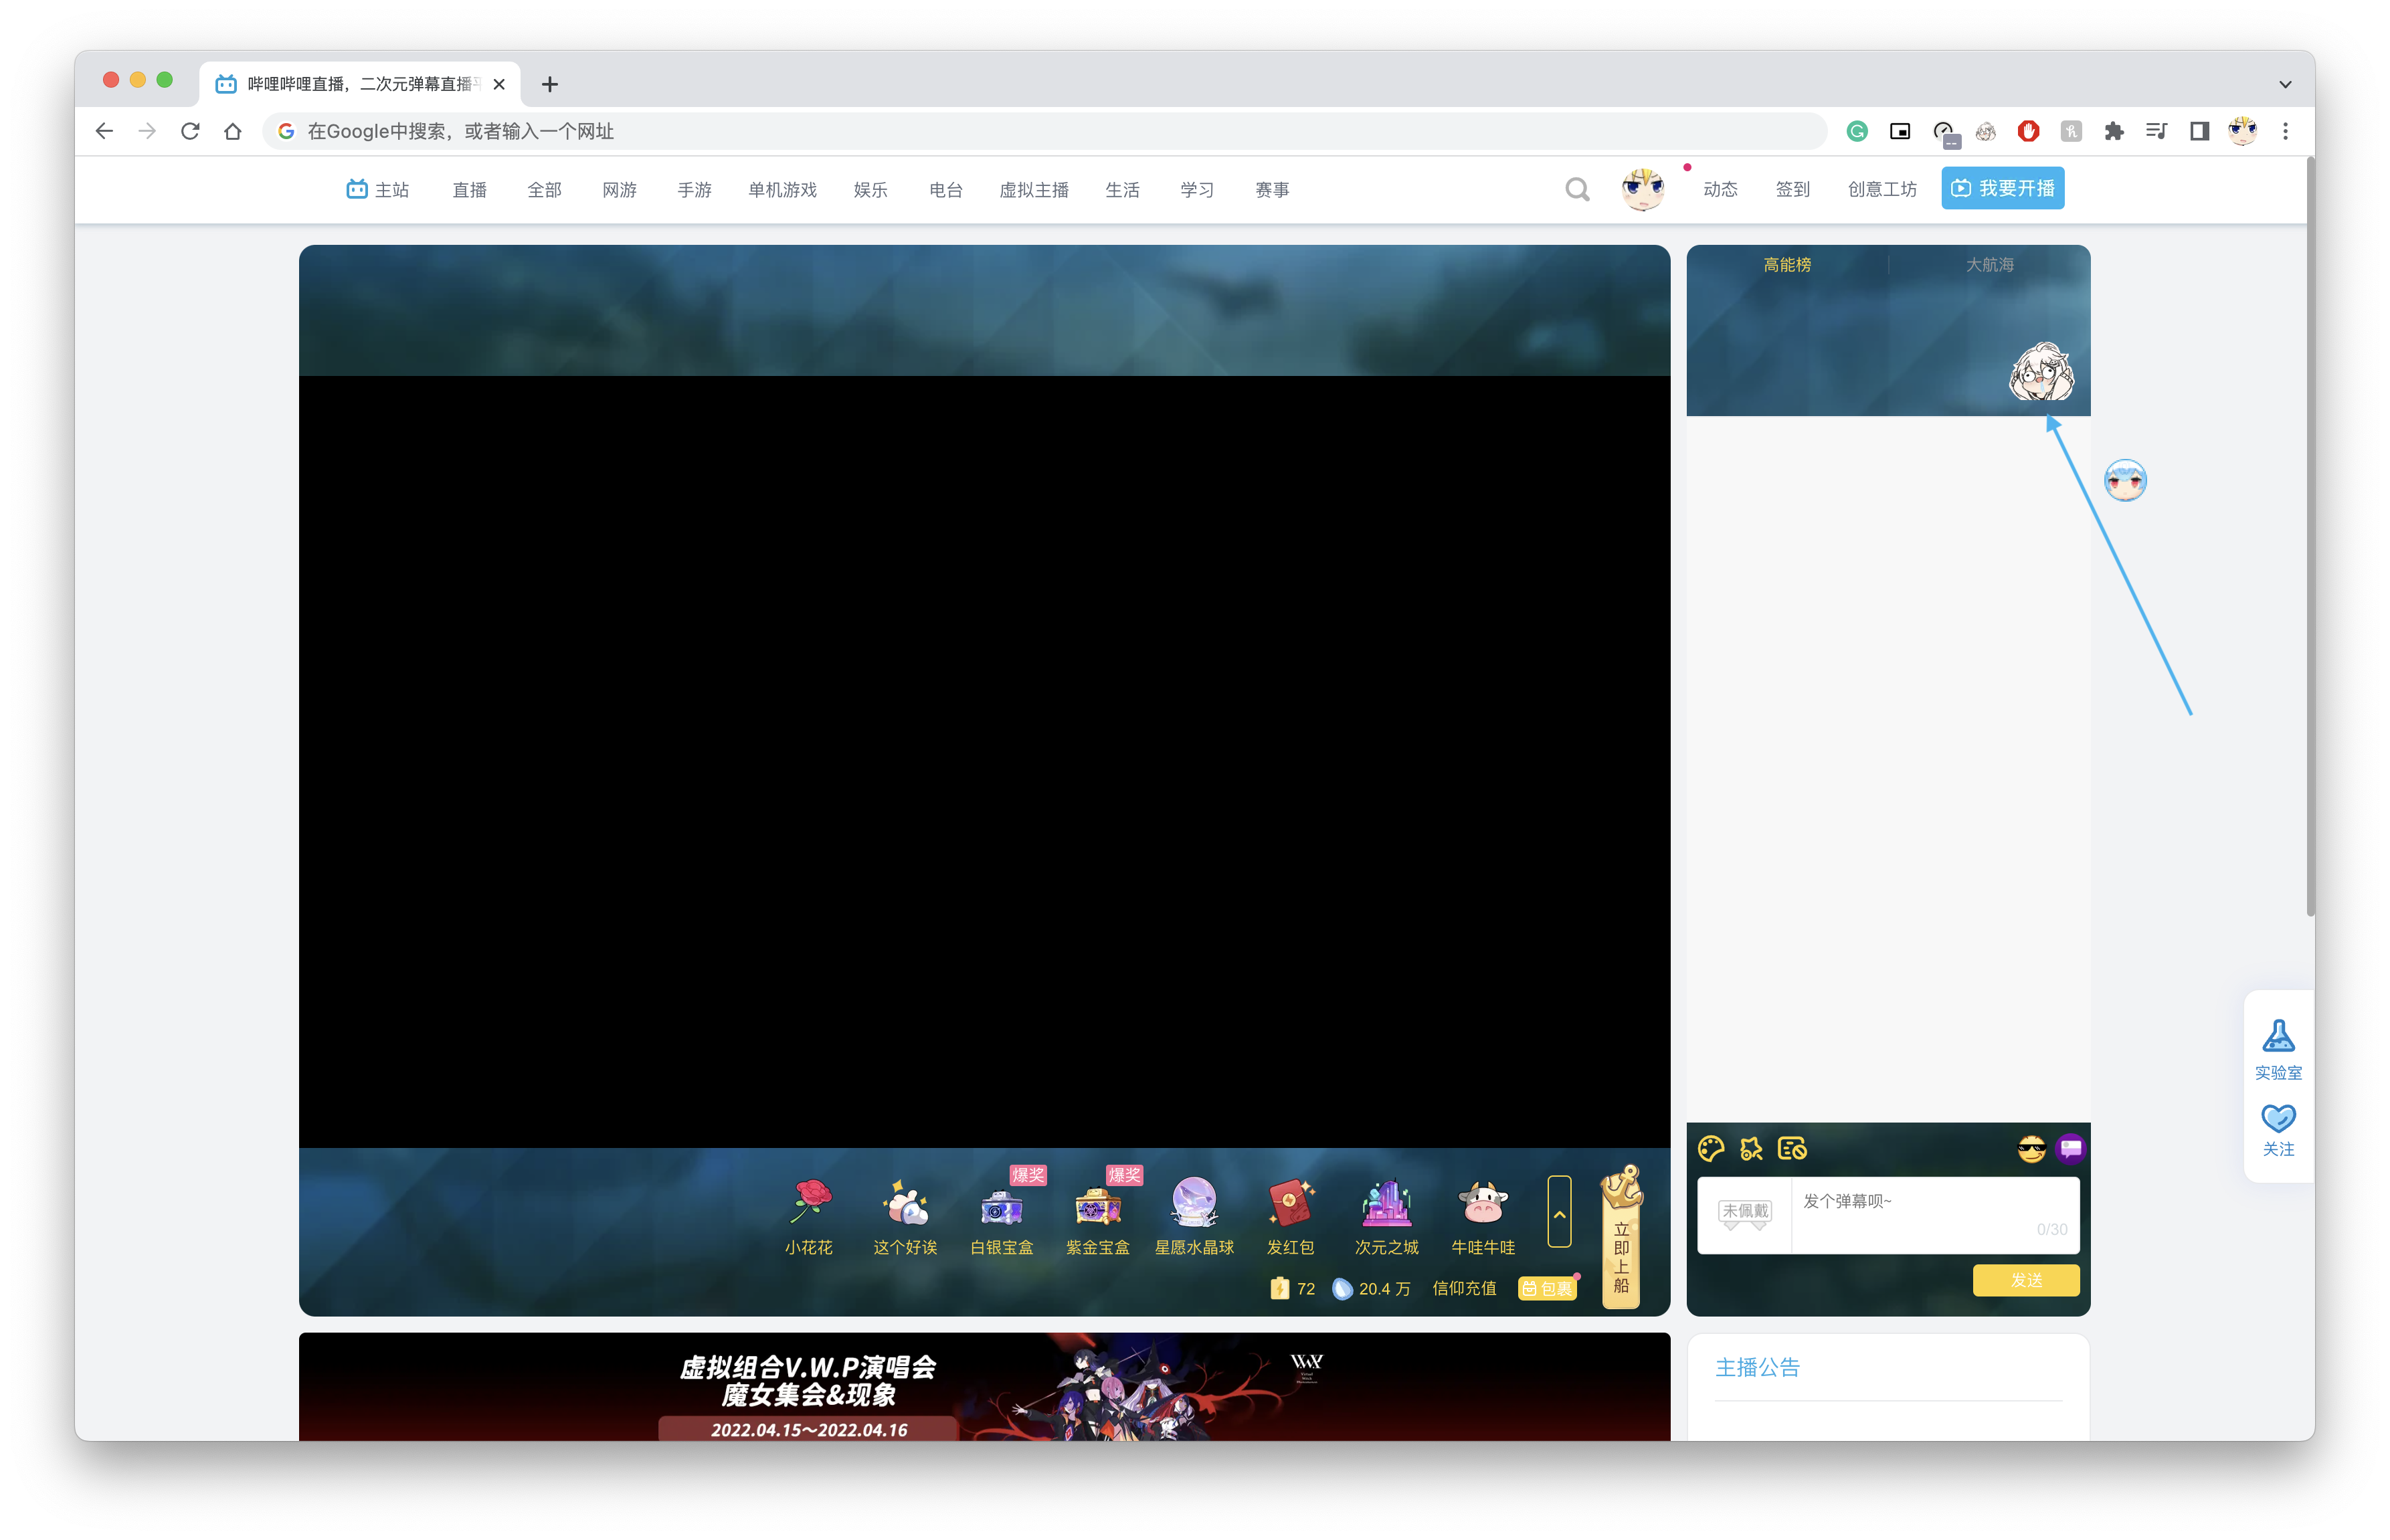 哔哩哔哩直播，二次元弹幕直播
在Google中搜索，或者输入一个网址
主站 直播 全部 网游 手游 单机游戏 娱乐 电台 虚拟主播 生活 学习 赛事 动态 签到 创意工坊 我要开播
高能榜 大航海
实验室
关注
爆奖 爆奖
小花花 这个好诶 白银宝盒 紫金宝盒 星愿水晶球 发红包 次元之城 牛哇牛哇
立即上船
72 20.4 万 信仰充值 包裹
未佩戴 发个弹幕呗~
0/30
发送
虚拟组合V.W.P演唱会
魔女集会&现象
2022.04.15～2022.04.16
主播公告